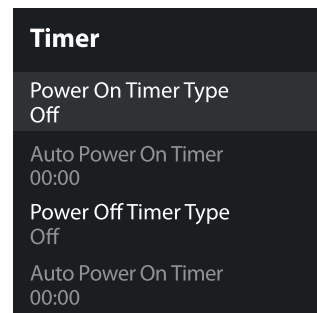 Timer
Power On Timer Type
Off
Auto Power On Timer
00:00
Power Off Timer Type
Off
Auto Power On Timer
00:00